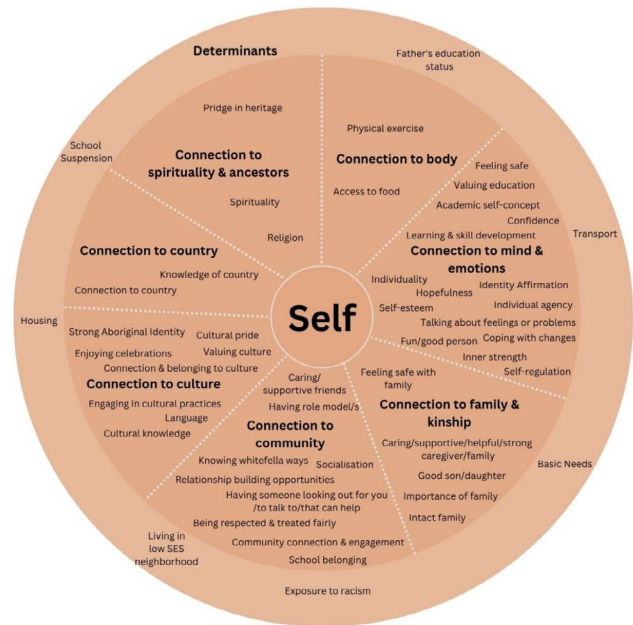 Determinants
Father's education
status
Pridge in heritage
Physical exercise
School
Suspension
Connection to
spirituality & ancestors
Connection to body
Feeling safe
Valuing education
Access to food
Spirituality
Academic self-concept
Confidence
Learning & skill development
Religion
Transport
Connection to country
Connection to mind &
emotions
Knowledge of country
Connection to country
Individuality
Identity Affirmation
Hopefulness
Self-esteem
Individual agency
Self
Talking about feelings or problems
Housing
Strong Aboriginal Identity
Cultural pride
Fun/good person
Coping with changes
Enjoying celebrations
Valuing culture
Inner strength
Connection & belonging to culture
Self-regulation
Connection to culture
Caring/
supportive friends
Feeling safe with
family
Engaging in cultural practices
Having role model/s
Connection to family &
kinship
Language
Cultural knowledge
Connection to
community
Caring/supportive/helpful/strong
caregiver/family
Knowing whitefella ways
Socialisation
Basic Needs
Relationship building opportunities
Good son/daughter
Having someone looking out for you
/to talk to/that can help
Importance of family
Being respected & treated fairly
Intact family
Living in
low SES
neighborhood
Community connection & engagement
School belonging
Exposure to racism